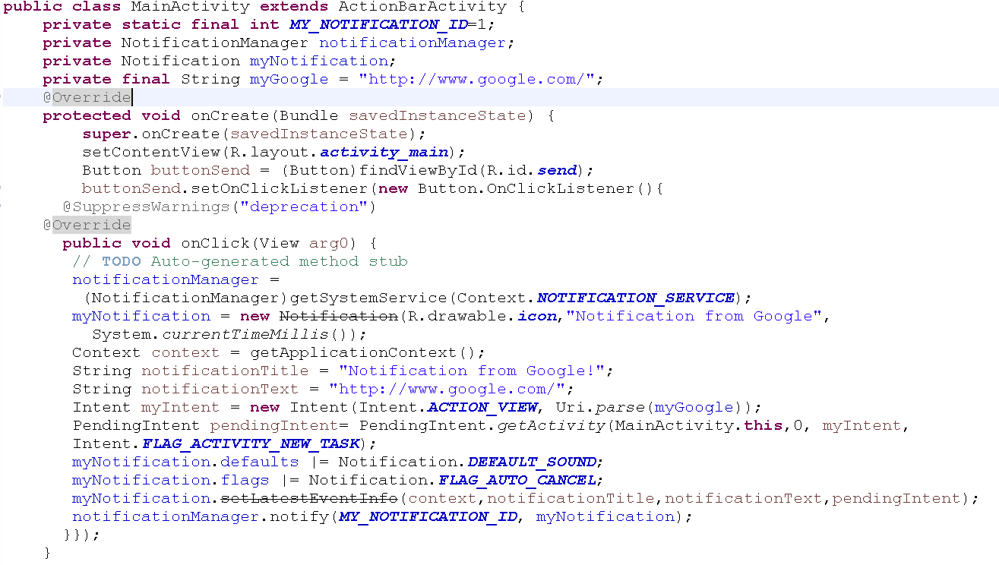 public class MainActivity extends ActionBarActivity {
private static final int MY_NOTIFICATION_ID=1;
private NotificationManager notificationManager;
private Notification myNotification;
private final String myGoogle = "http://www.google.com/";
@Override
protected void onCreate(Bundle savedInstanceState) {
super.onCreate(savedInstanceState);
setContentView(R.layout.activity_main);
Button buttonSend = (Button)findViewById(R.id.send);
buttonSend.setOnClickListener(new Button.OnClickListener(){
@SuppressWarnings("deprecation")
@Override
public void onClick(View arg0) {
// TODO Auto-generated method stub
notificationManager =
(NotificationManager)getSystemService(Context.NOTIFICATION_SERVICE);
myNotification = new Notification(R.drawable.icon,"Notification from Google",
System.currentTimeMillis());
Context context = getApplicationContext();
String notificationTitle = "Notification from Google!";
String notificationText = "http://www.google.com/";
Intent myIntent = new Intent(Intent.ACTION_VIEW, Uri.parse(myGoogle));
PendingIntent pendingIntent= PendingIntent.getActivity(MainActivity.this,0, myIntent,
Intent.FLAG_ACTIVITY_NEW_TASK);
myNotification.defaults |= Notification.DEFAULT_SOUND;
myNotification.flags |= Notification.FLAG_AUTO_CANCEL;
myNotification.setLatestEventInfo(context,notificationTitle,notificationText,pendingIntent);
notificationManager.notify(MY_NOTIFICATION_ID, myNotification);
}});
}